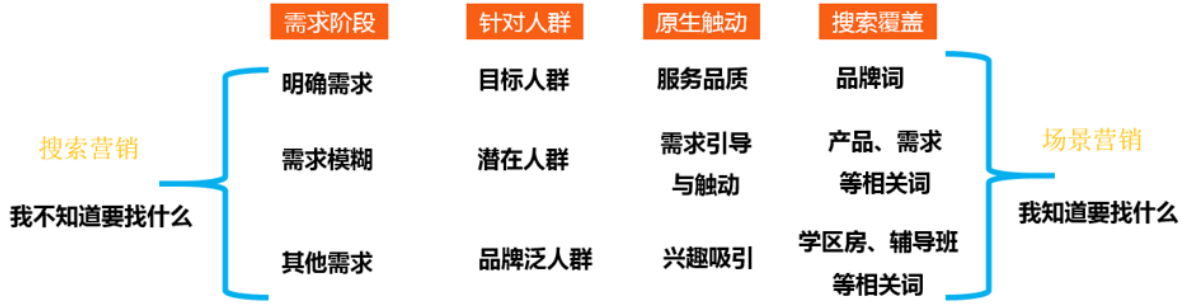 需求阶段 针对人群 原生触动 搜索覆盖
明确需求 目标人群 服务品质 品牌词
搜索营销
我不知道要找什么
需求模糊 潜在人群
需求引导
与触动
产品、需求
等相关词
场景营销
我知道要找什么
其他需求 品牌泛人群 兴趣吸引
学区房、辅导班
等相关词